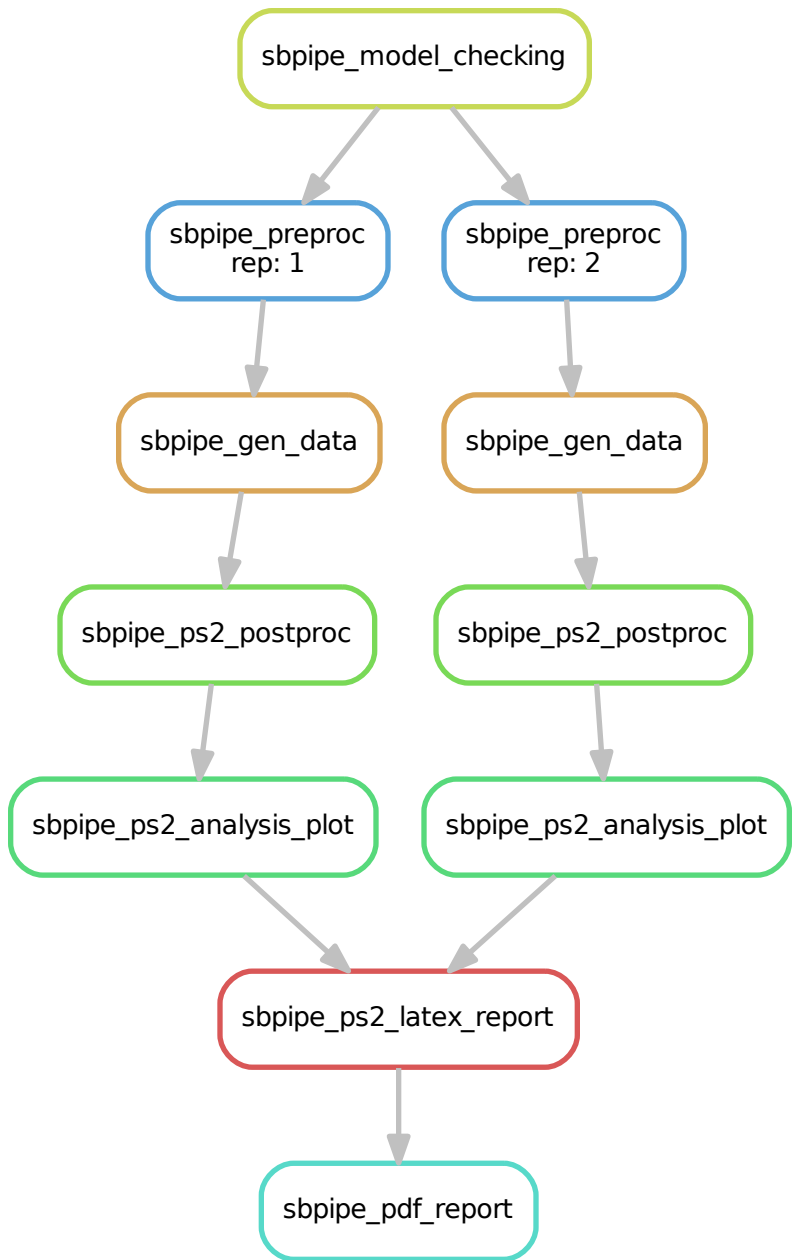 sbpipe_model_checking
sbpipe_preproc
rep: 1
sbpipe_preproc
rep: 2
sbpipe_gen_data
sbpipe_gen_data
sbpipe_ps2_postproc
sbpipe_ps2_postproc
sbpipe_ps2_analysis_plot
sbpipe_ps2_analysis_plot
sbpipe_ps2_latex_report
sbpipe_pdf_report